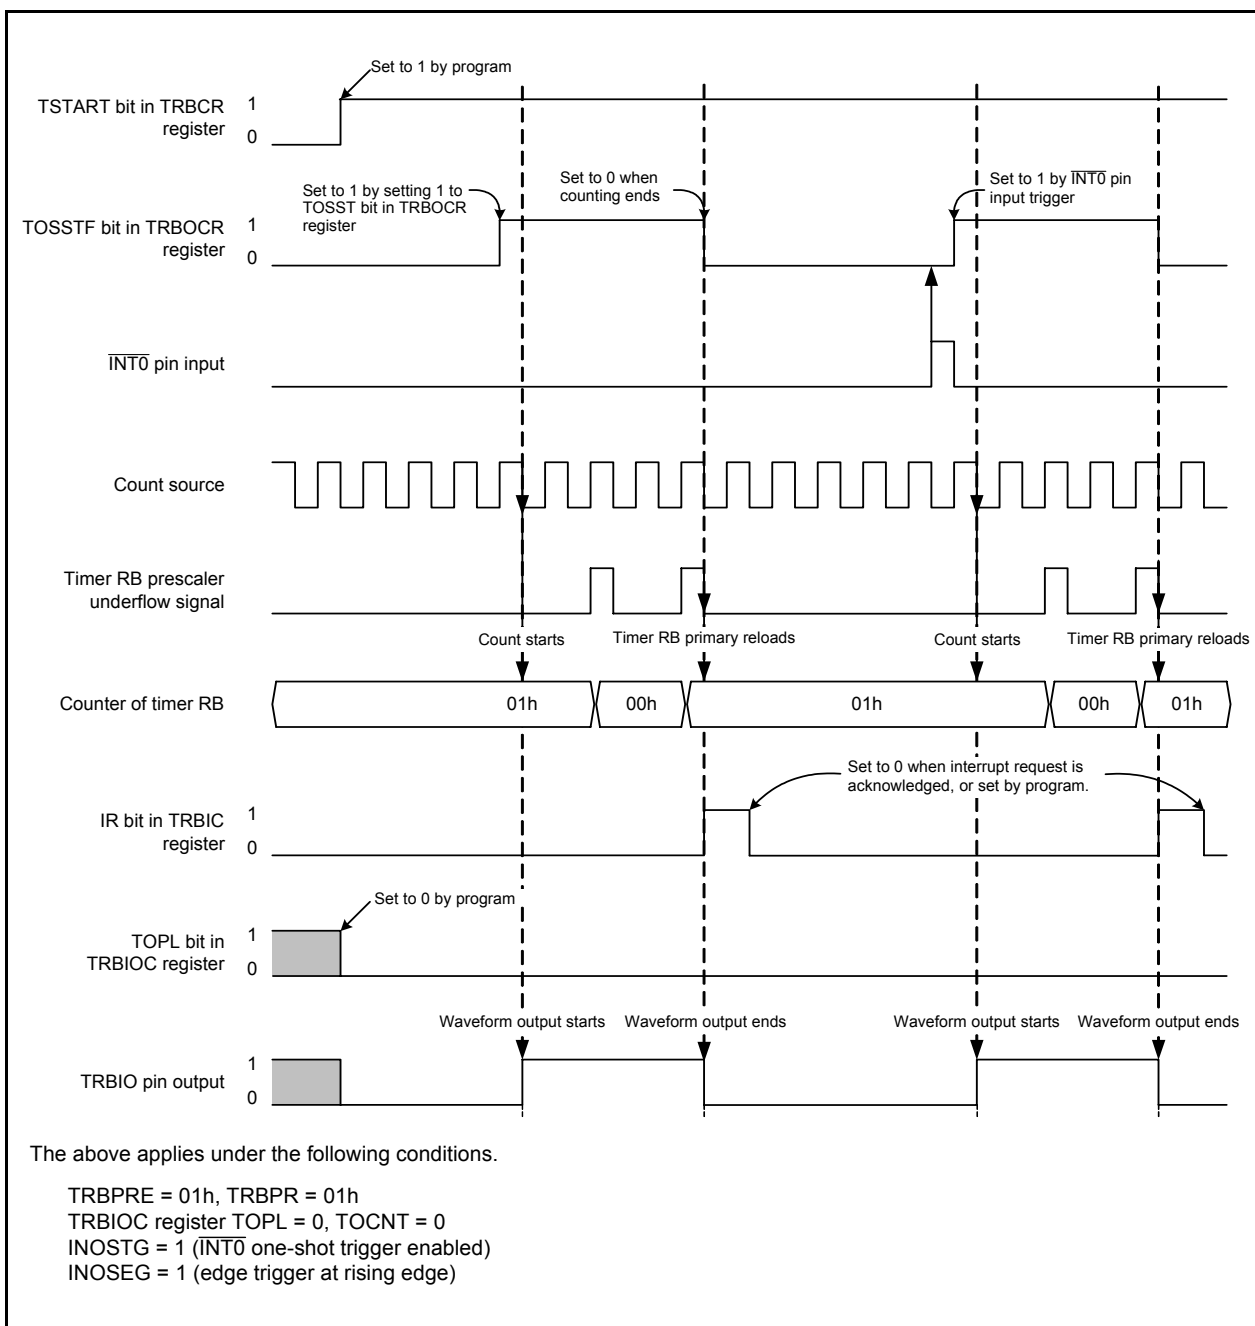 Set to 1 by program
TSTART bit in TRBCR
register
1
0
Set to 1 by setting 1 to
TOSST bit in TRBOCR
register
Set to 0 when
counting ends
Set to 1 by INT0 pin
input trigger
TOSSTF bit in TRBOCR
register
1
0
INT0 pin input
Count source
Timer RB prescaler
underflow signal
Count starts
Timer RB primary reloads
Count starts
Timer RB primary reloads
Counter of timer RB
01h
00h
01h
00h
01h
Set to 0 when interrupt request is
acknowledged, or set by program.
IR bit in TRBIC
register
1
0
Set to 0 by program
TOPL bit in
TRBIOC register
1
0
Waveform output starts
Waveform output ends
Waveform output starts
Waveform output ends
TRBIO pin output
1
0
The above applies under the following conditions.
TRBPRE = 01h, TRBPR = 01h
TRBIOC register TOPL = 0, TOCNT = 0
INOSTG = 1 (INT0 one-shot trigger enabled)
INOSEG = 1 (edge trigger at rising edge)